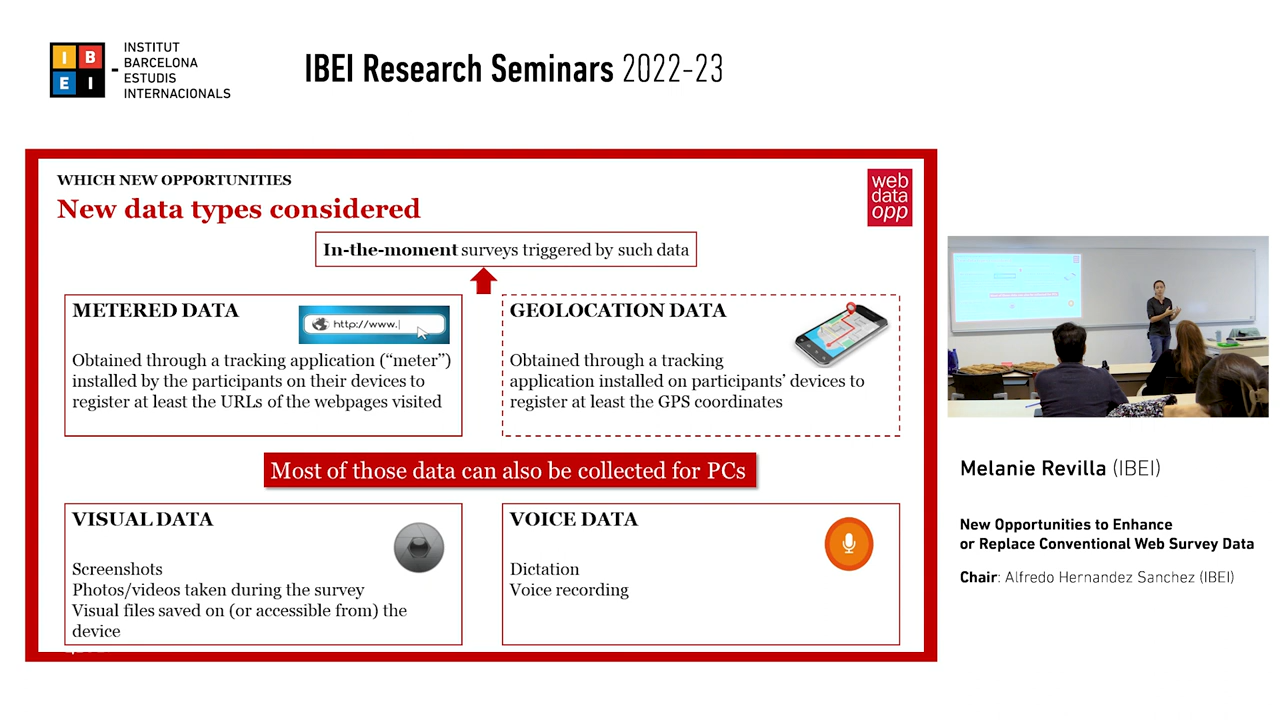 I B E I
INSTITUT
BARCELONA
ESTUDIS
INTERNACIONALS
IBEI Research Seminars 2022-23
WHICH NEW OPPORTUNITIES
New data types considered
web
data
opp
In-the-moment surveys triggered by such data
METERED DATA
http://www.
Obtained through a tracking application (“meter”)
installed by the participants on their devices to
register at least the URLs of the webpages visited
GEOLOCATION DATA
Obtained through a tracking
application installed on participants’ devices to
register at least the GPS coordinates
Most of those data can also be collected for PCs
VISUAL DATA
Screenshots
Photos/videos taken during the survey
Visual files saved on (or accessible from) the
device
VOICE DATA
Dictation
Voice recording
Melanie Revilla (IBEI)
New Opportunities to Enhance
or Replace Conventional Web Survey Data
Chair: Alfredo Hernandez Sanchez (IBEI)